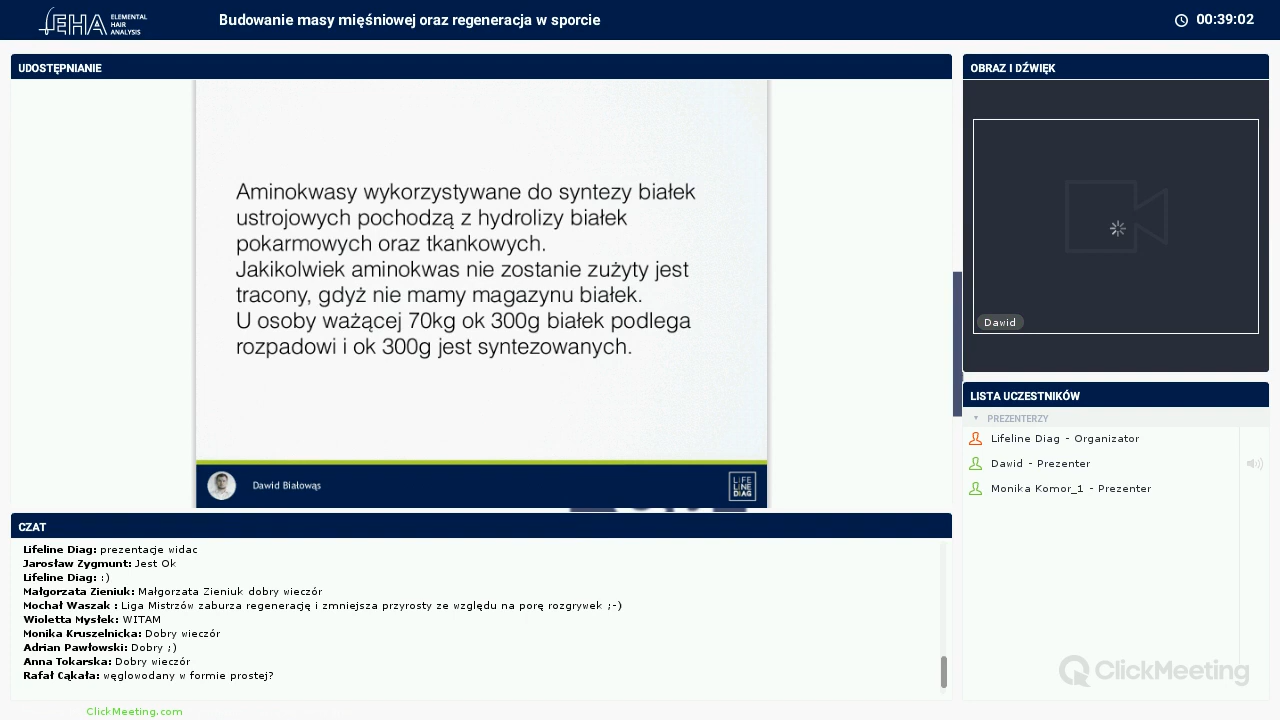 EHA ELEMENTAL
HAIR
ANALYSIS
Budowanie masy mięśniowej oraz regeneracja w sporcie
00:39:02
UDOSTĘPNIANIE
Aminokwasy wykorzystywane do syntezy białek
ustrojowych pochodzą z hydrolizy białek
pokarmowych oraz tkankowych.
Jakikolwiek aminokwas nie zostanie zużyty jest
tracony, gdyż nie mamy magazynu białek.
U osoby ważącej 70kg ok 300g białek podlega
rozpadowi i ok 300g jest syntezowanych.
Dawid Białowąs
LIFE
LINE
DIAG
OBRAZ I DŹWIĘK
Dawid
LISTA UCZESTNIKÓW
PREZENTERZY
Lifeline Diag - Organizator
Dawid - Prezenter
Monika Komor_1 - Prezenter
CZAT
Lifeline Diag: prezentacje widac
Jarosław Zygmunt: Jest Ok
Lifeline Diag: :)
Małgorzata Zieniuk: Małgorzata Zieniuk dobry wieczór
Mochał Waszak : Liga Mistrzów zaburza regenerację i zmniejsza przyrosty ze względu na porę rozgrywek ;-)
Wioletta Mysłek: WITAM
Monika Kruszelnicka: Dobry wieczór
Adrian Pawłowski: Dobry ;)
Anna Tokarska: Dobry wieczór
Rafał Cąkała: węglowodany w formie prostej?
ClickMeeting
ClickMeeting.com